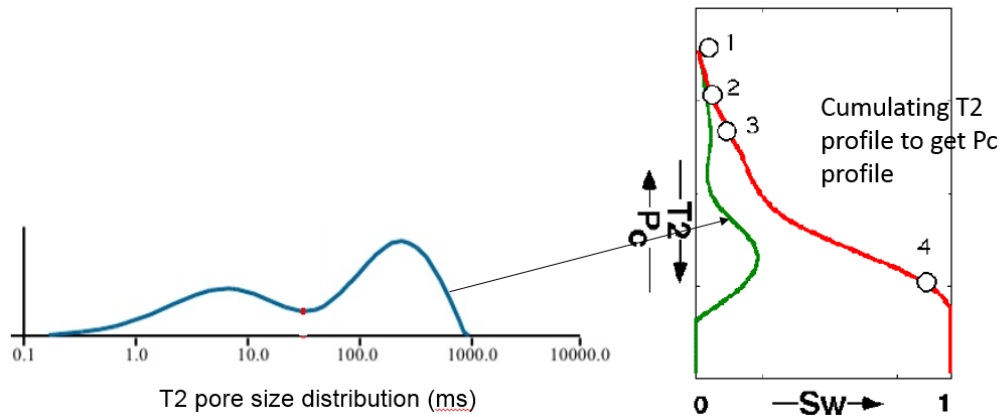 0.1
1.0
10.0
100.0
1000.0
10000.0
T2 pore size distribution (ms)
1
2
3
4
Cumulating T2
profile to get Pc
profile
T2
Pc
0
Sw
1